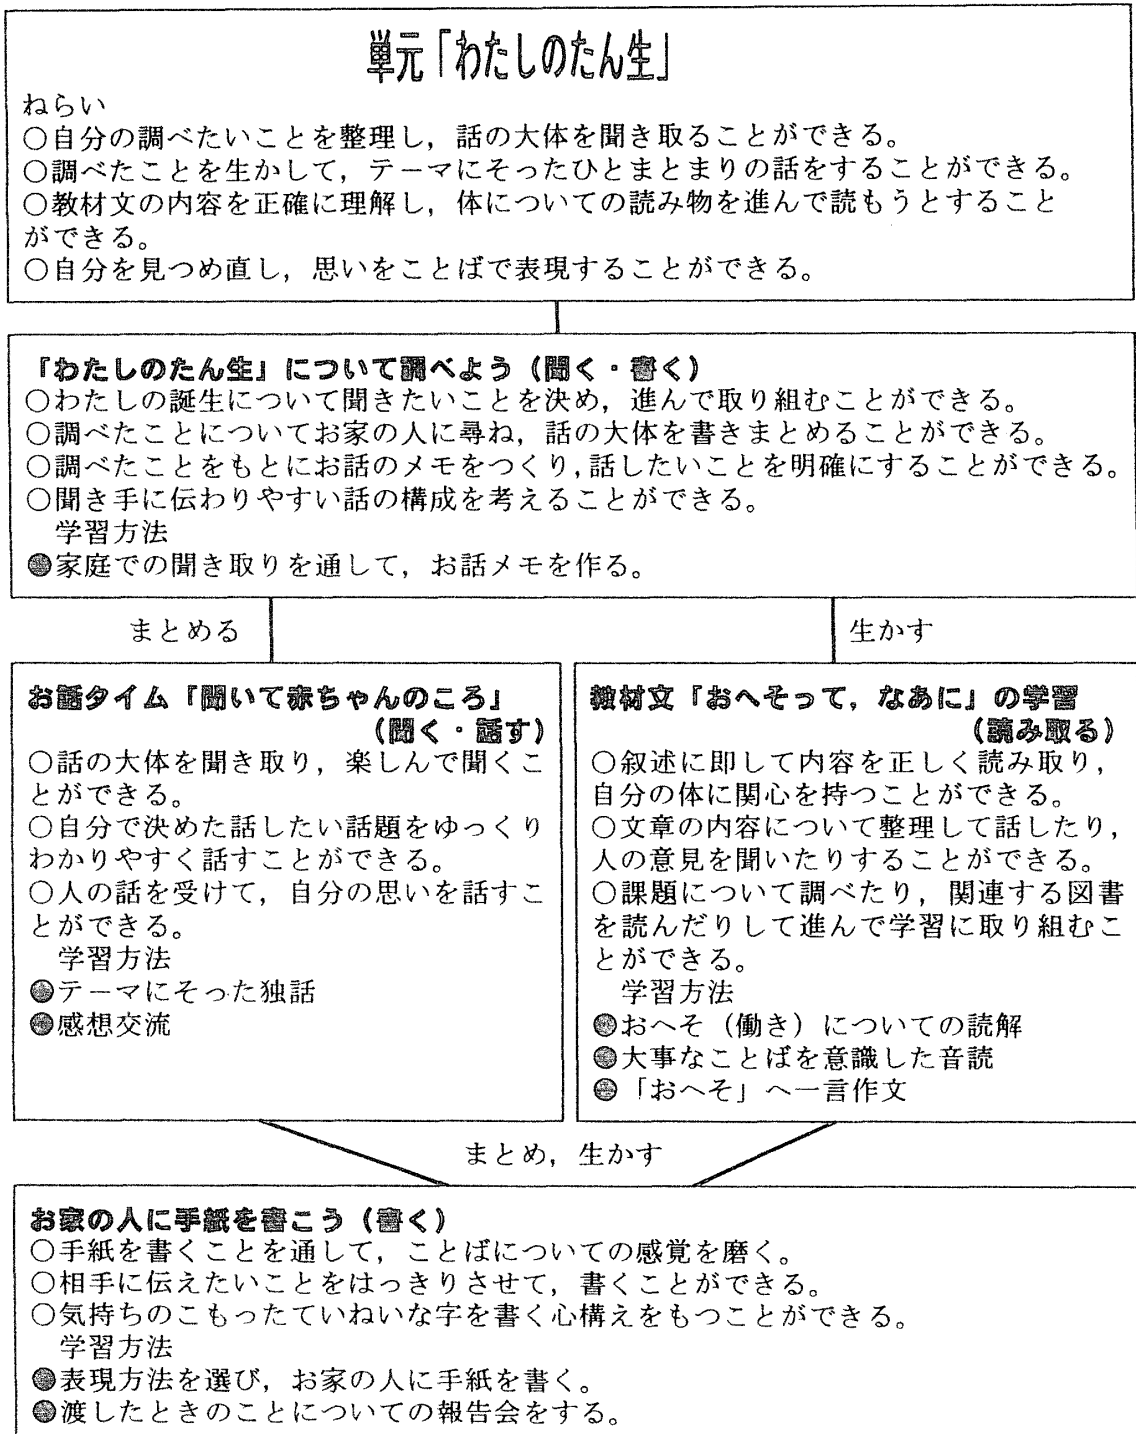 単元「わたしのたん生」
ねらい
○自分の調べたいことを整理し，話の大体を聞き取ることができる。
○調べたことを生かして，テーマにそったひとまとまりの話をすることができる。
○教材文の内容を正確に理解し，体についての読み物を進んで読もうとすること
ができる。
○自分を見つめ直し，思いをことばで表現することができる。
「わたしのたん生」について調べよう（聞く・書く）
○わたしの誕生について聞きたいことを決め，進んで取り組むことができる。
○調べたことについてお家の人に尋ね，話の大体を書きまとめることができる。
○調べたことをもとにお話のメモをつくり，話したいことを明確にすることができる。
○聞き手に伝わりやすい話の構成を考えることができる。
学習方法
●家庭での聞き取りを通して，お話メモを作る。
まとめる
生かす
お話タイム「聞いて赤ちゃんのころ」
（聞く・話す）
○話の大体を聞き取り，楽しんで聞くこ
とができる。
○自分で決めた話したい話題をゆっくり
わかりやすく話すことができる。
○人の話を受けて，自分の思いを話すこ
とができる。
学習方法
●テーマにそった独話
●感想交流
教材文「おへそって，なあに」の学習
（読み取る）
○叙述に即して内容を正しく読み取り，
自分の体に関心を持つことができる。
○文章の内容について整理して話したり，
人の意見を聞いたりすることができる。
○課題について調べたり，関連する図書
を読んだりして進んで学習に取り組むこ
とができる。
学習方法
●おへそ（働き）についての読解
●大事なことばを意識した音読
●「おへそ」へ一言作文
まとめ，生かす
お家の人に手紙を書こう（書く）
○手紙を書くことを通して，ことばについての感覚を磨く。
○相手に伝えたいことをはっきりさせて，書くことができる。
○気持ちのこもったていねいな字を書く心構えをもつことができる。
学習方法
●表現方法を選び，お家の人に手紙を書く。
●渡したときのことについての報告会をする。